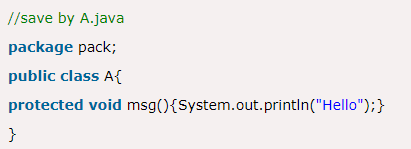 //save by A.java
package pack;
public class A{
protected void msg(){System.out.println("Hello");}
}